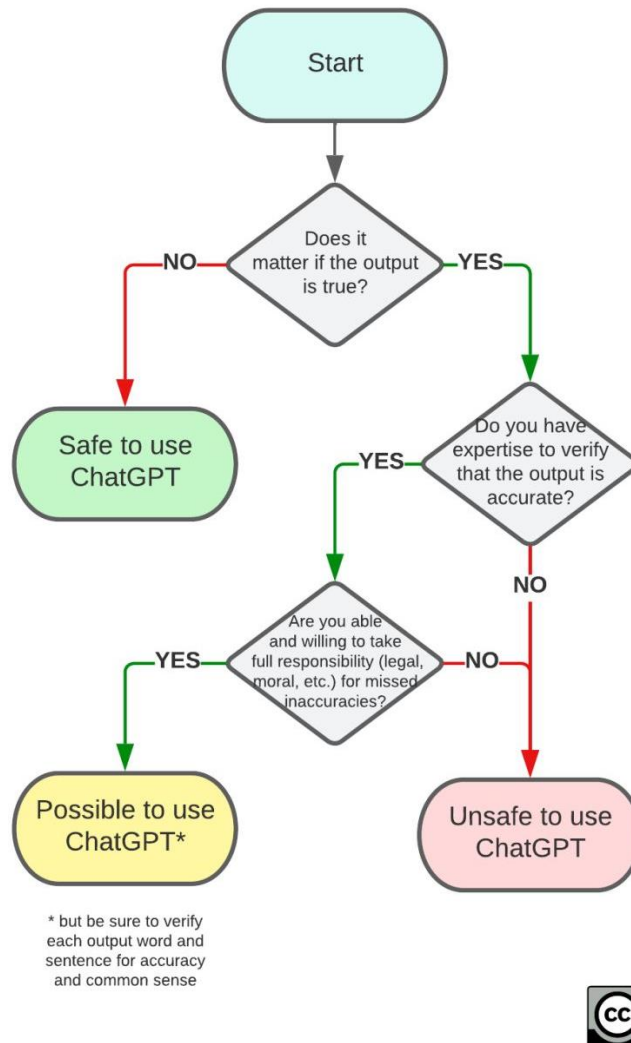 Start
Does it
matter if the output
is true?
NO
YES
Safe to use
ChatGPT
Do you have
expertise to verify
that the output is
accurate?
YES
NO
Are you able
and willing to take
full responsibility (legal,
moral, etc.) for missed
inaccuracies?
YES
NO
Possible to use
ChatGPT*
Unsafe to use
ChatGPT
* but be sure to verify
each output word and
sentence for accuracy
and common sense
cc